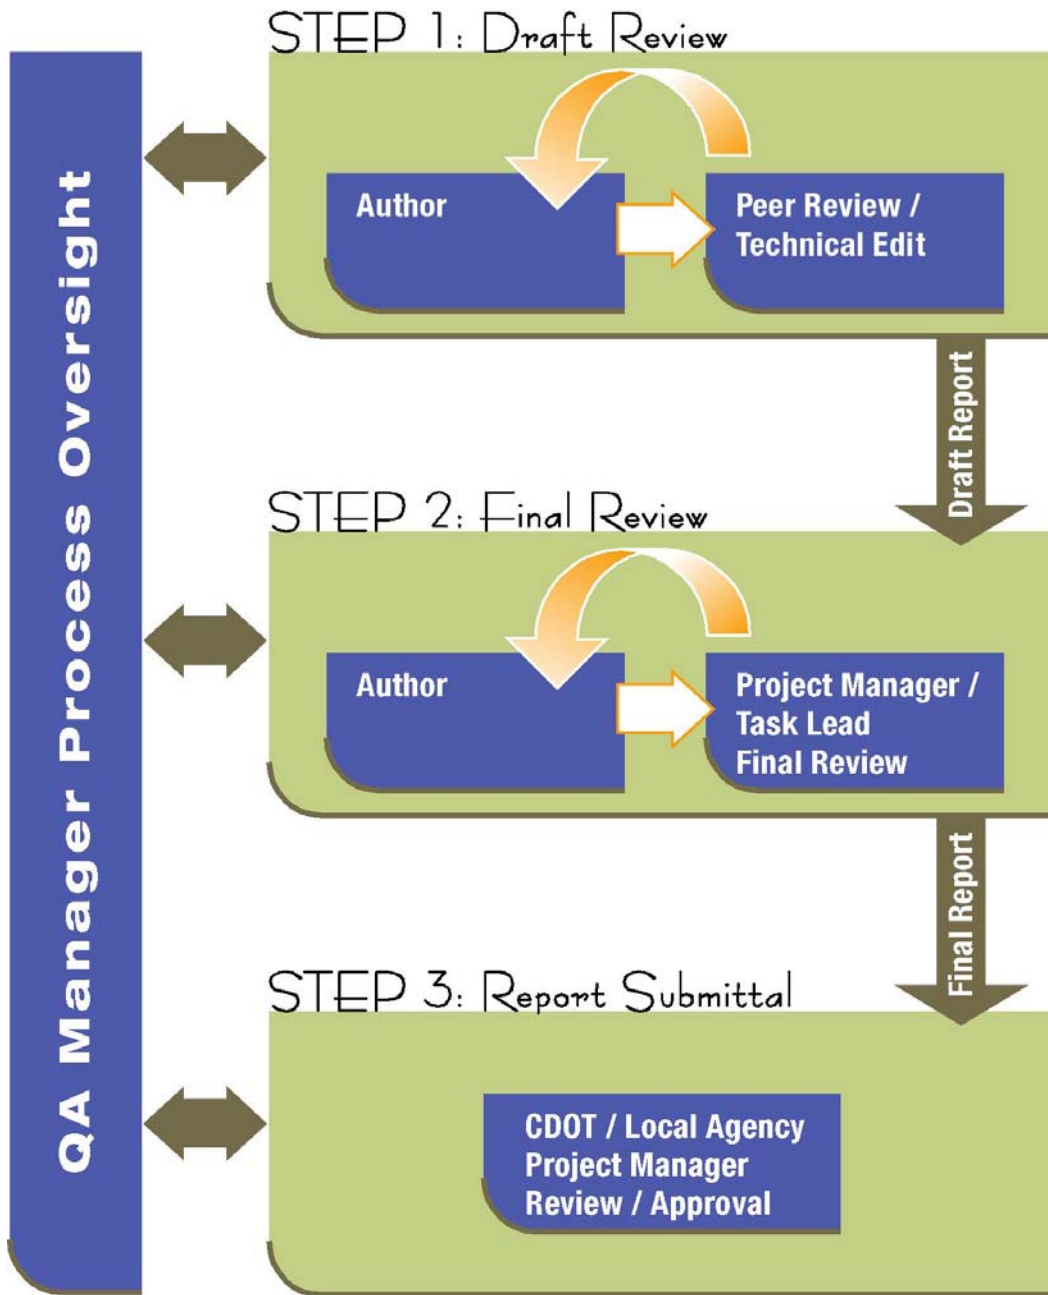 QA Manager Process Oversight
STEP 1: Draft Review
Author
Peer Review /
Technical Edit
Draft Report
STEP 2: Final Review
Author
Project Manager /
Task Lead
Final Review
Final Report
STEP 3: Report Submittal
CDOT / Local Agency
Project Manager
Review / Approval